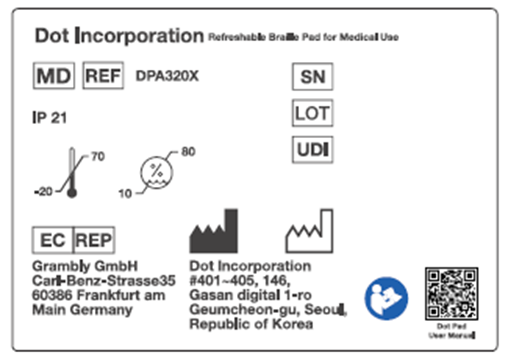 Dot Incorporation Refreshable Braille Pad for Medical Use
MD REF DPA320X
SN
IP 21
LOT
UDI
-20 70
10 % 80
EC REP
Grambly GmbH
Carl-Benz-Strasse35
60386 Frankfurt am
Main Germany
Dot Incorporation
#401~405, 146,
Gasan digital 1-ro
Geumcheon-gu, Seoul,
Republic of Korea
Dot Pad
User Manual